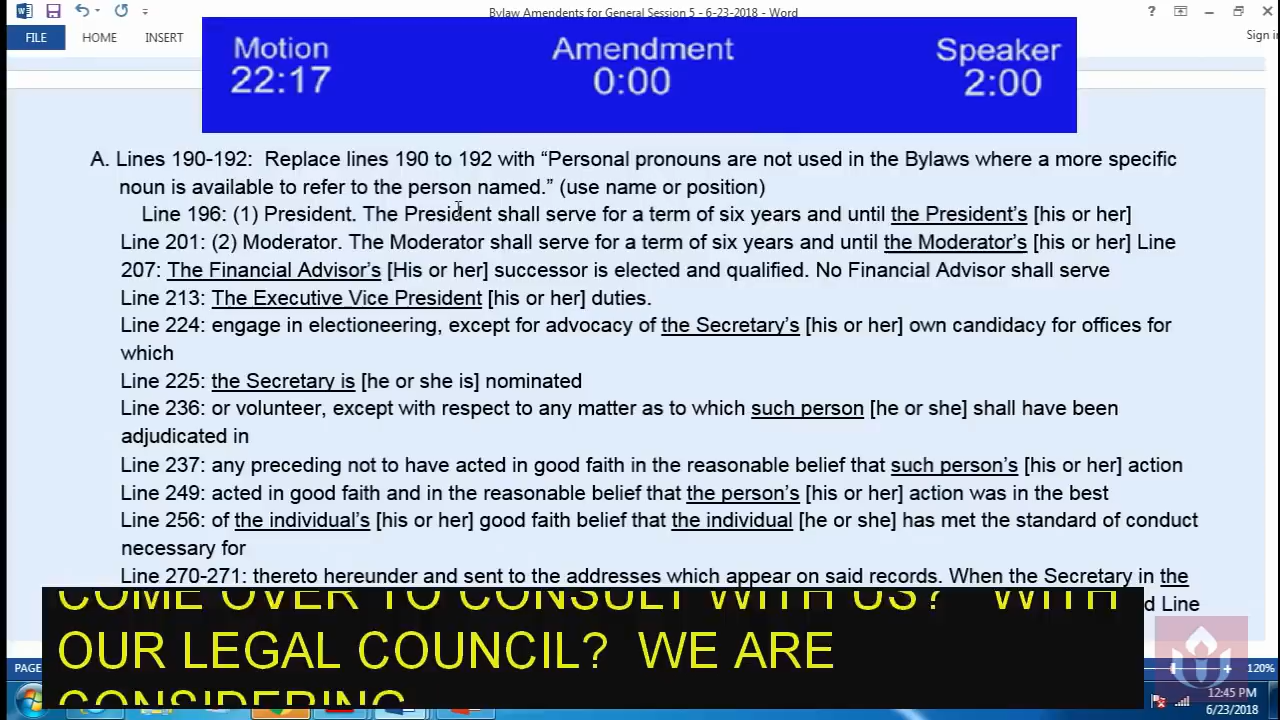 Bylaw Amendents for General Session 5 - 6-23-2018 - Word
FILE HOME INSERT
Sign in
Motion Amendment Speaker
22:17 0:00 2:00
A. Lines 190-192: Replace lines 190 to 192 with “Personal pronouns are not used in the Bylaws where a more specific
noun is available to refer to the person named.” (use name or position)
Line 196: (1) President. The President shall serve for a term of six years and until the President’s [his or her]
Line 201: (2) Moderator. The Moderator shall serve for a term of six years and until the Moderator’s [his or her] Line
207: The Financial Advisor’s [His or her] successor is elected and qualified. No Financial Advisor shall serve
Line 213: The Executive Vice President [his or her] duties.
Line 224: engage in electioneering, except for advocacy of the Secretary’s [his or her] own candidacy for offices for
which
Line 225: the Secretary is [he or she is] nominated
Line 236: or volunteer, except with respect to any matter as to which such person [he or she] shall have been
adjudicated in
Line 237: any preceding not to have acted in good faith in the reasonable belief that such person’s [his or her] action
Line 249: acted in good faith and in the reasonable belief that the person’s [his or her] action was in the best
Line 256: of the individual’s [his or her] good faith belief that the individual [he or she] has met the standard of conduct
necessary for
Line 270-271: thereto hereunder and sent to the addresses which appear on said records. When the Secretary in the
Line
COME OVER TO CONSULT WITH US? WITH
OUR LEGAL COUNCIL? WE ARE
CONSIDERING
PAGE
120%
12:45 PM
6/23/2018